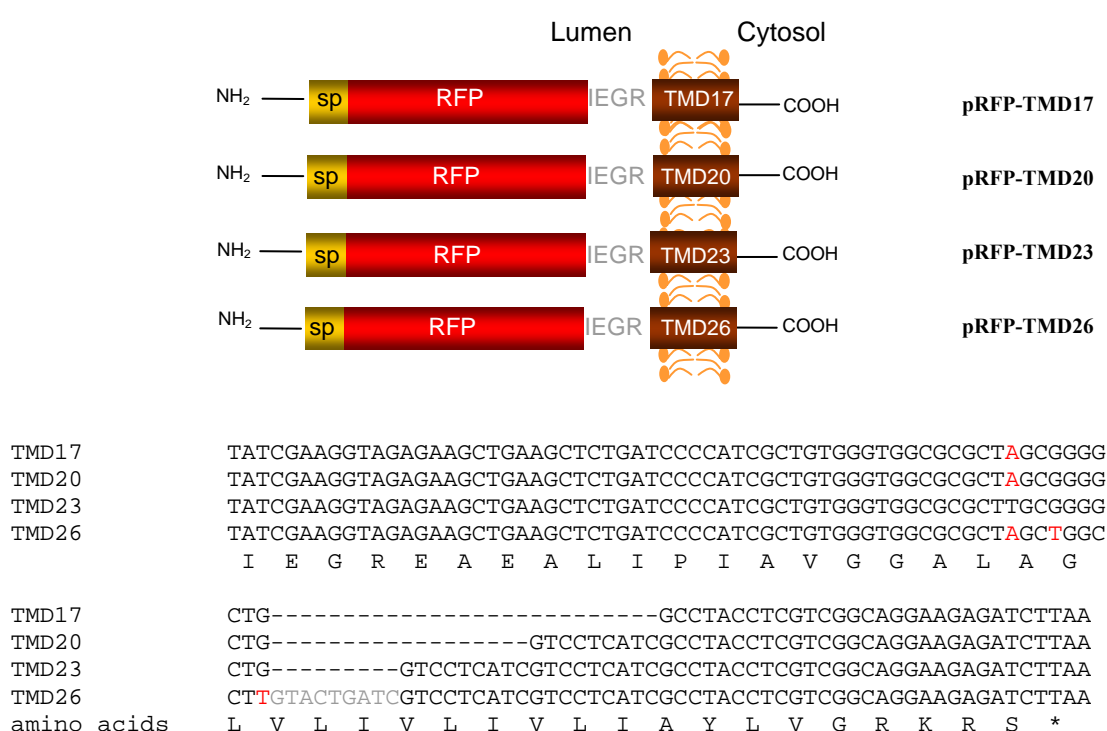 Lumen Cytosol
NH2 sp RFP IEGR TMD17 COOH pRFP-TMD17
NH2 sp RFP IEGR TMD20 COOH pRFP-TMD20
NH2 sp RFP IEGR TMD23 COOH pRFP-TMD23
NH2 sp RFP IEGR TMD26 COOH pRFP-TMD26
TMD17 TATCGAAGGTAGAGAAGCTGAAGCTCTGATCCCCATCGCTGTGGGTGGCGCGCTAGCGGGG
TMD20 TATCGAAGGTAGAGAAGCTGAAGCTCTGATCCCCATCGCTGTGGGTGGCGCGCTAGCGGGG
TMD23 TATCGAAGGTAGAGAAGCTGAAGCTCTGATCCCCATCGCTGTGGGTGGCGCGCTTGCGGGG
TMD26 TATCGAAGGTAGAGAAGCTGAAGCTCTGATCCCCATCGCTGTGGGTGGCGCGCTAGCTGGC
I E G R E A E A L I P I A V G G A L A G
TMD17 CTG---------------------------GCCTACCTCGTCGGCAGGAAGAGATCTTAA
TMD20 CTG------------------GTCCTCATCGCCTACCTCGTCGGCAGGAAGAGATCTTAA
TMD23 CTG---------GTCCTCATCGTCCTCATCGCCTACCTCGTCGGCAGGAAGAGATCTTAA
TMD26 CTTGTACTGATCGTCCTCATCGTCCTCATCGCCTACCTCGTCGGCAGGAAGAGATCTTAA
amino acids L V L I V L I V L I A Y L V G R K R S *